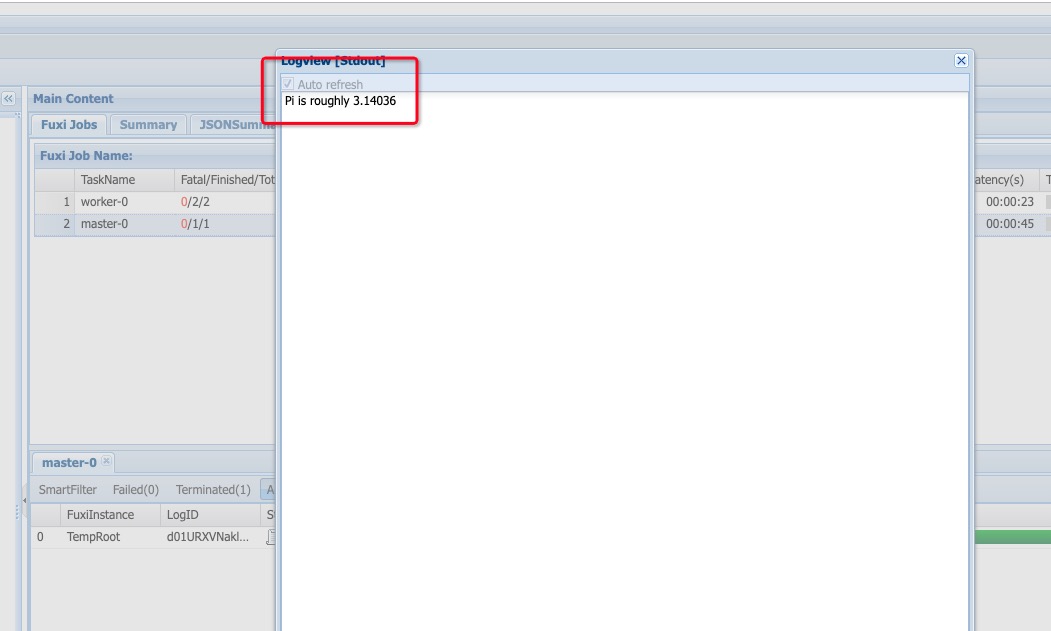 Logview [Stdout]
Auto refresh
Pi is roughly 3.14036
Main Content
Fuxi Jobs Summary
Fuxi Job Name:
TaskName Fatal/Finished/Tot
1 worker-0 0/2/2 00:00:23
2 master-0 0/1/1 00:00:45
master-0
SmartFilter Failed(0) Terminated(1)
FuxiInstance LogID
0 TempRoot d01URXVNakl...